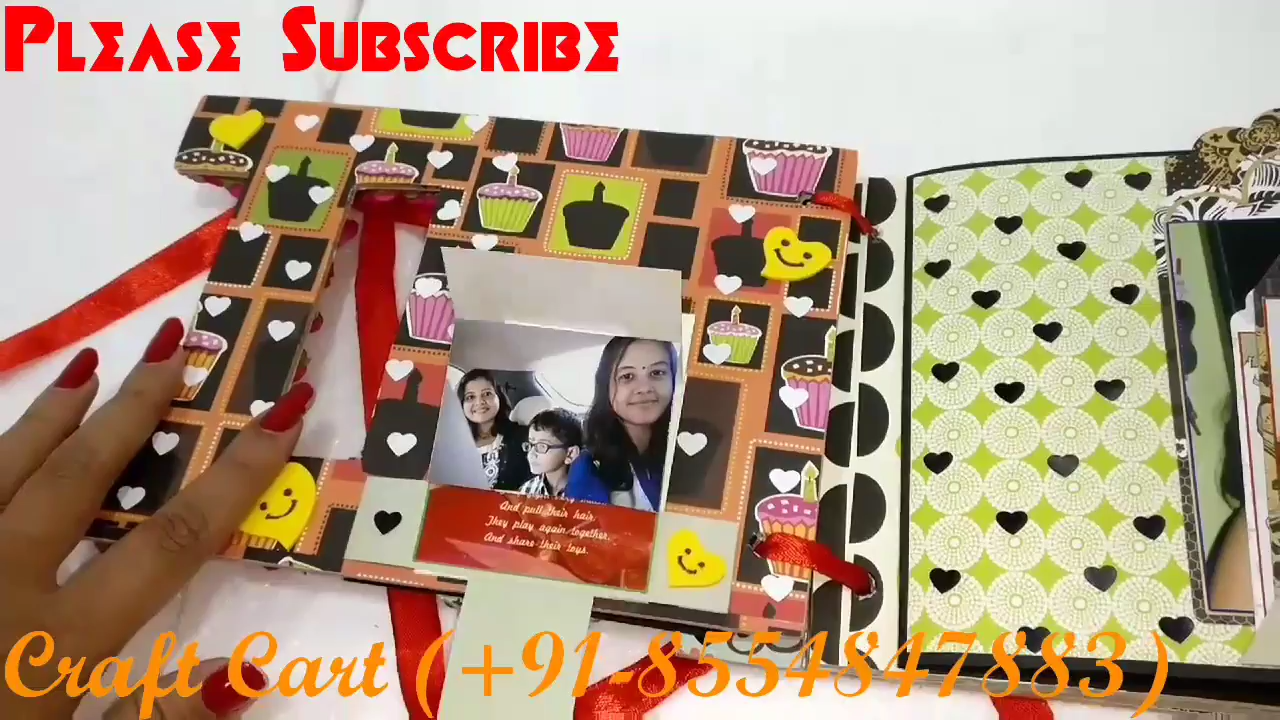 Please Subscribe
And pull their hair,
They play again together,
And share their toys.
Craft Cart (+91-8554847883)